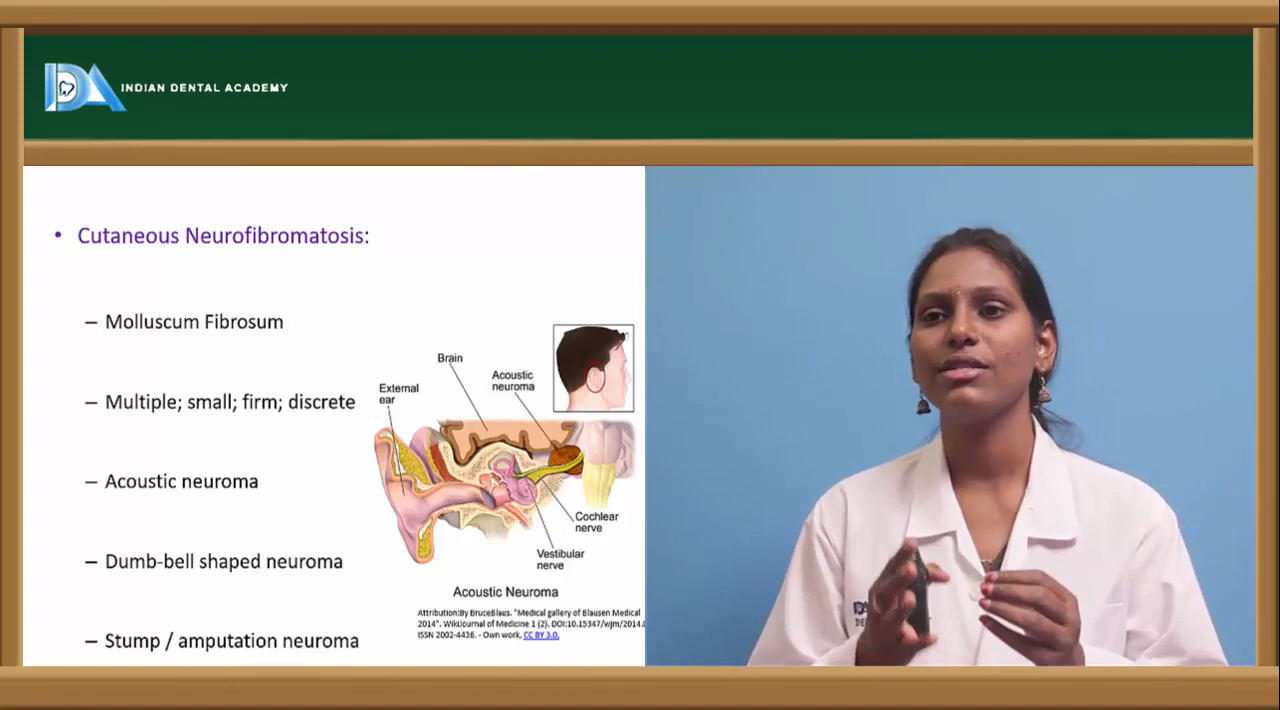 INDIAN DENTAL ACADEMY
• Cutaneous Neurofibromatosis:
– Molluscum Fibrosum
– Multiple; small; firm; discrete
– Acoustic neuroma
– Dumb-bell shaped neuroma
– Stump / amputation neuroma
Brain
Acoustic
neuroma
External
ear
Cochlear
nerve
Vestibular
nerve
Acoustic Neuroma
Attribution:By BruceBlaus. "Medical gallery of Blausen Medical
2014". WikiJournal of Medicine 1 (2). DOI:10.15347/wjm/2014.0
ISSN 2002-4436. - Own work, CC BY 3.0.